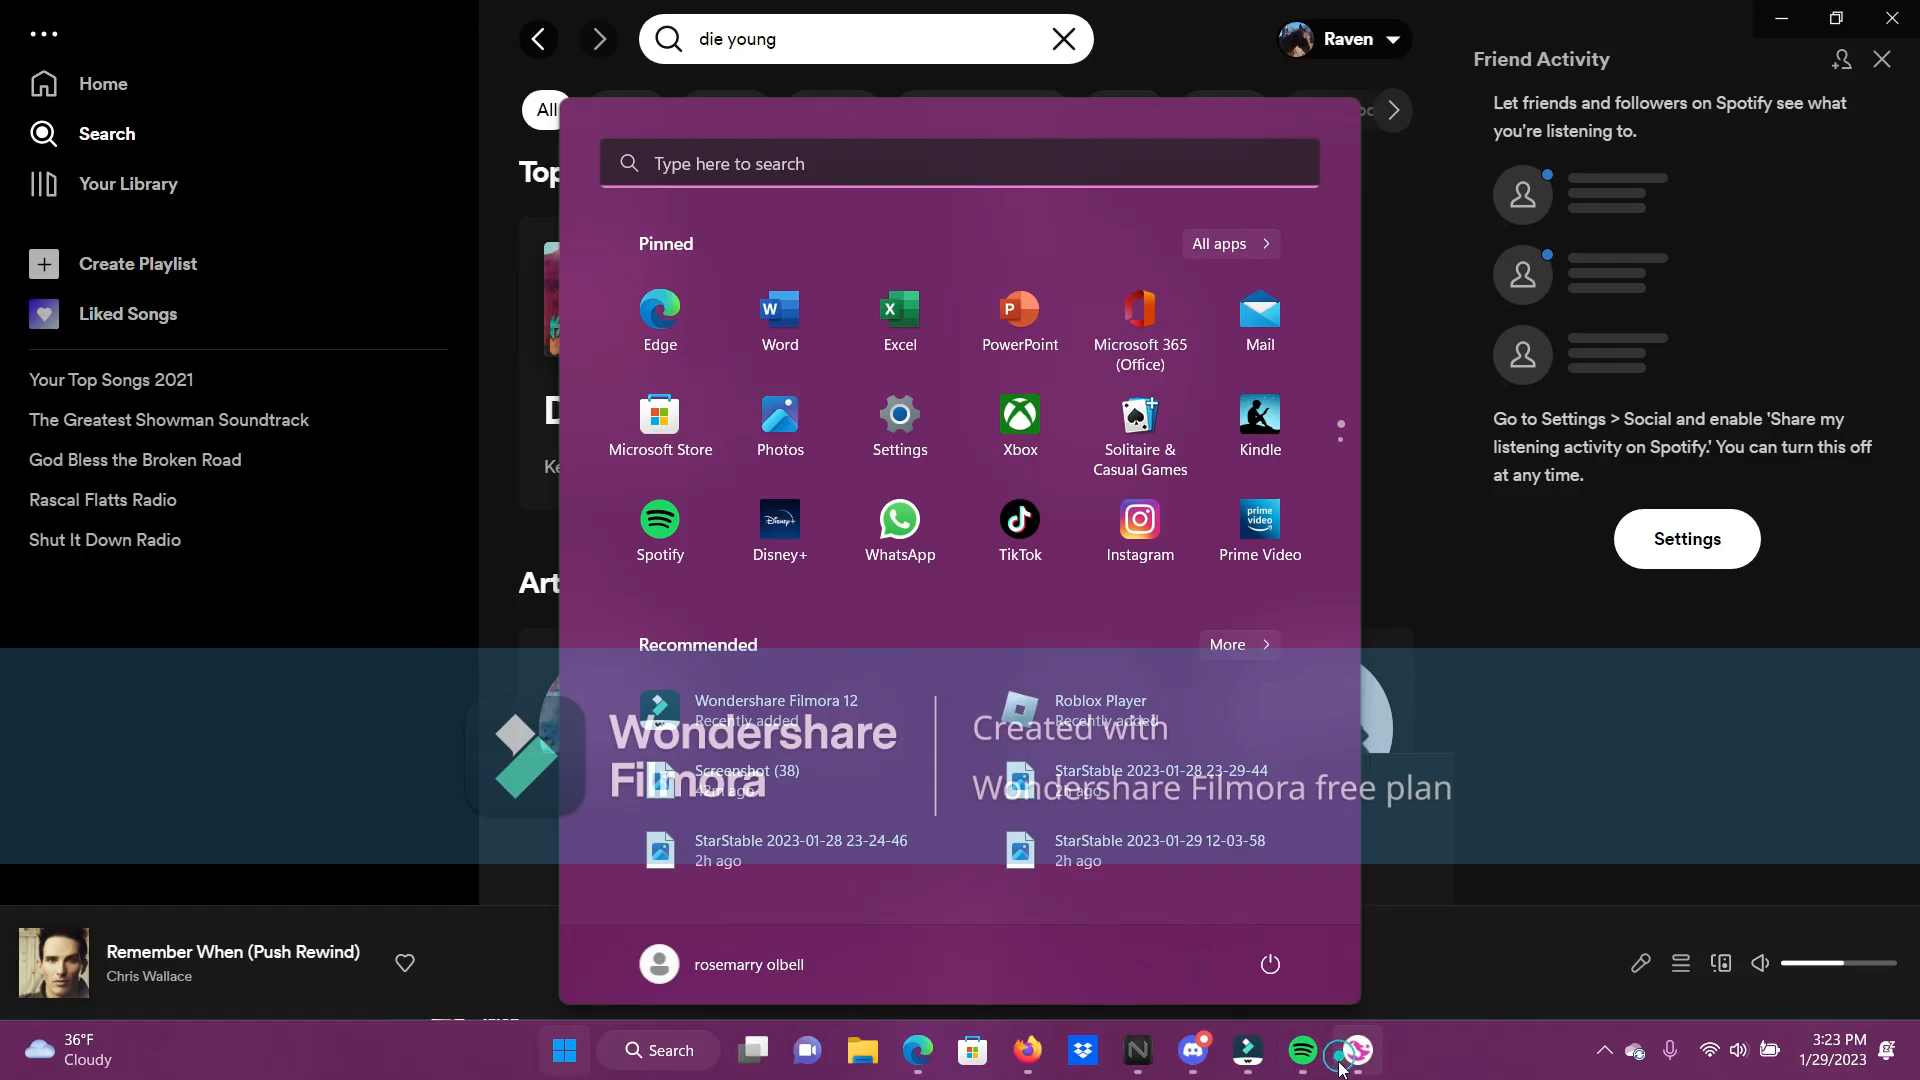 die young
Raven
Home
Search
Your Library
Create Playlist
Liked Songs
Your Top Songs 2021
The Greatest Showman Soundtrack
God Bless the Broken Road
Rascal Flatts Radio
Shut It Down Radio
All
Top
Art
Type here to search
Pinned
All apps
Edge
Word
Excel
PowerPoint
Microsoft 365
(Office)
Mail
Microsoft Store
Photos
Settings
Xbox
Solitaire &
Casual Games
Kindle
Spotify
Disney+
WhatsApp
TikTok
Instagram
prime
video
Prime Video
Recommended
More
Wondershare Filmora 12
Recently added
Roblox Player
Recently added
Screenshot (38)
42m ago
StarStable 2023-01-28 23-29-44
2h ago
StarStable 2023-01-28 23-24-46
2h ago
StarStable 2023-01-29 12-03-58
2h ago
Wondershare
Filmora
Created with
Wondershare Filmora free plan
rosemarry olbell
Friend Activity
Let friends and followers on Spotify see what
you're listening to.
Go to Settings > Social and enable 'Share my
listening activity on Spotify.' You can turn this off
at any time.
Settings
Remember When (Push Rewind)
Chris Wallace
36°F
Cloudy
Search
3:23 PM
1/29/2023